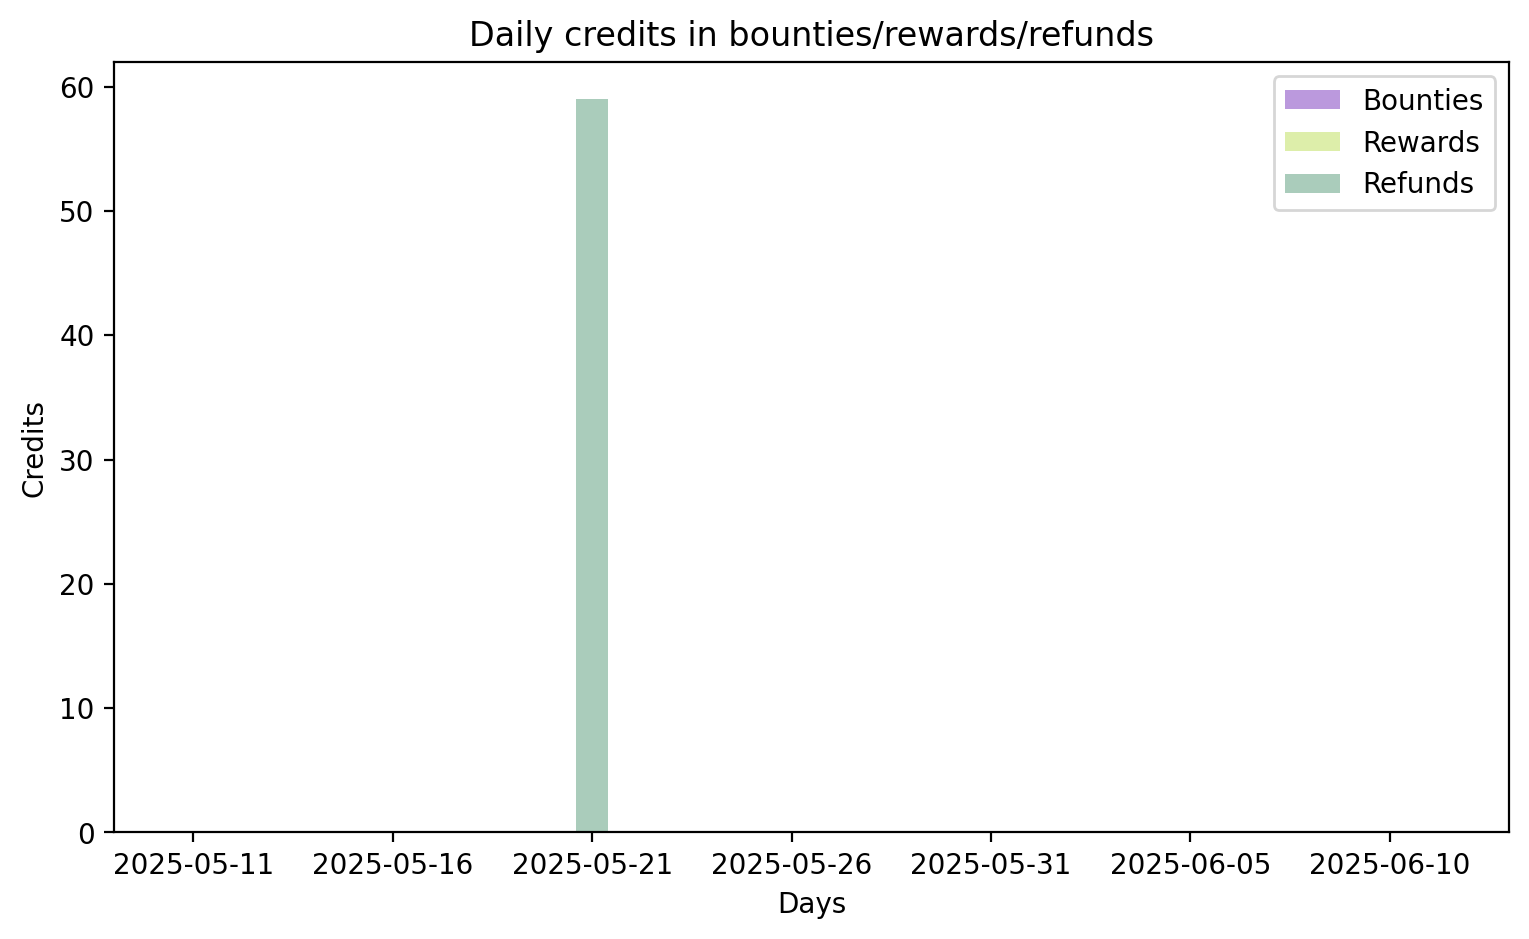 Daily credits in bounties/rewards/refunds
60
50
40
30
20
10
0
Credits
Bounties
Rewards
Refunds
2025-05-11 2025-05-16 2025-05-21 2025-05-26 2025-05-31 2025-06-05 2025-06-10
Days